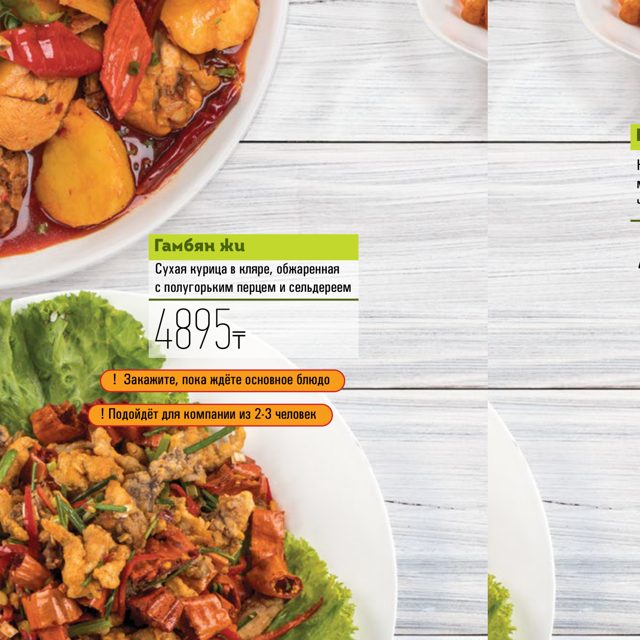 Гамбян жи
Сухая курица в кляре, обжаренная
с полугорьким перцем и сельдереем
4895₸
! Закажите, пока ждёте основное блюдо
! Подойдёт для компании из 2-3 человек